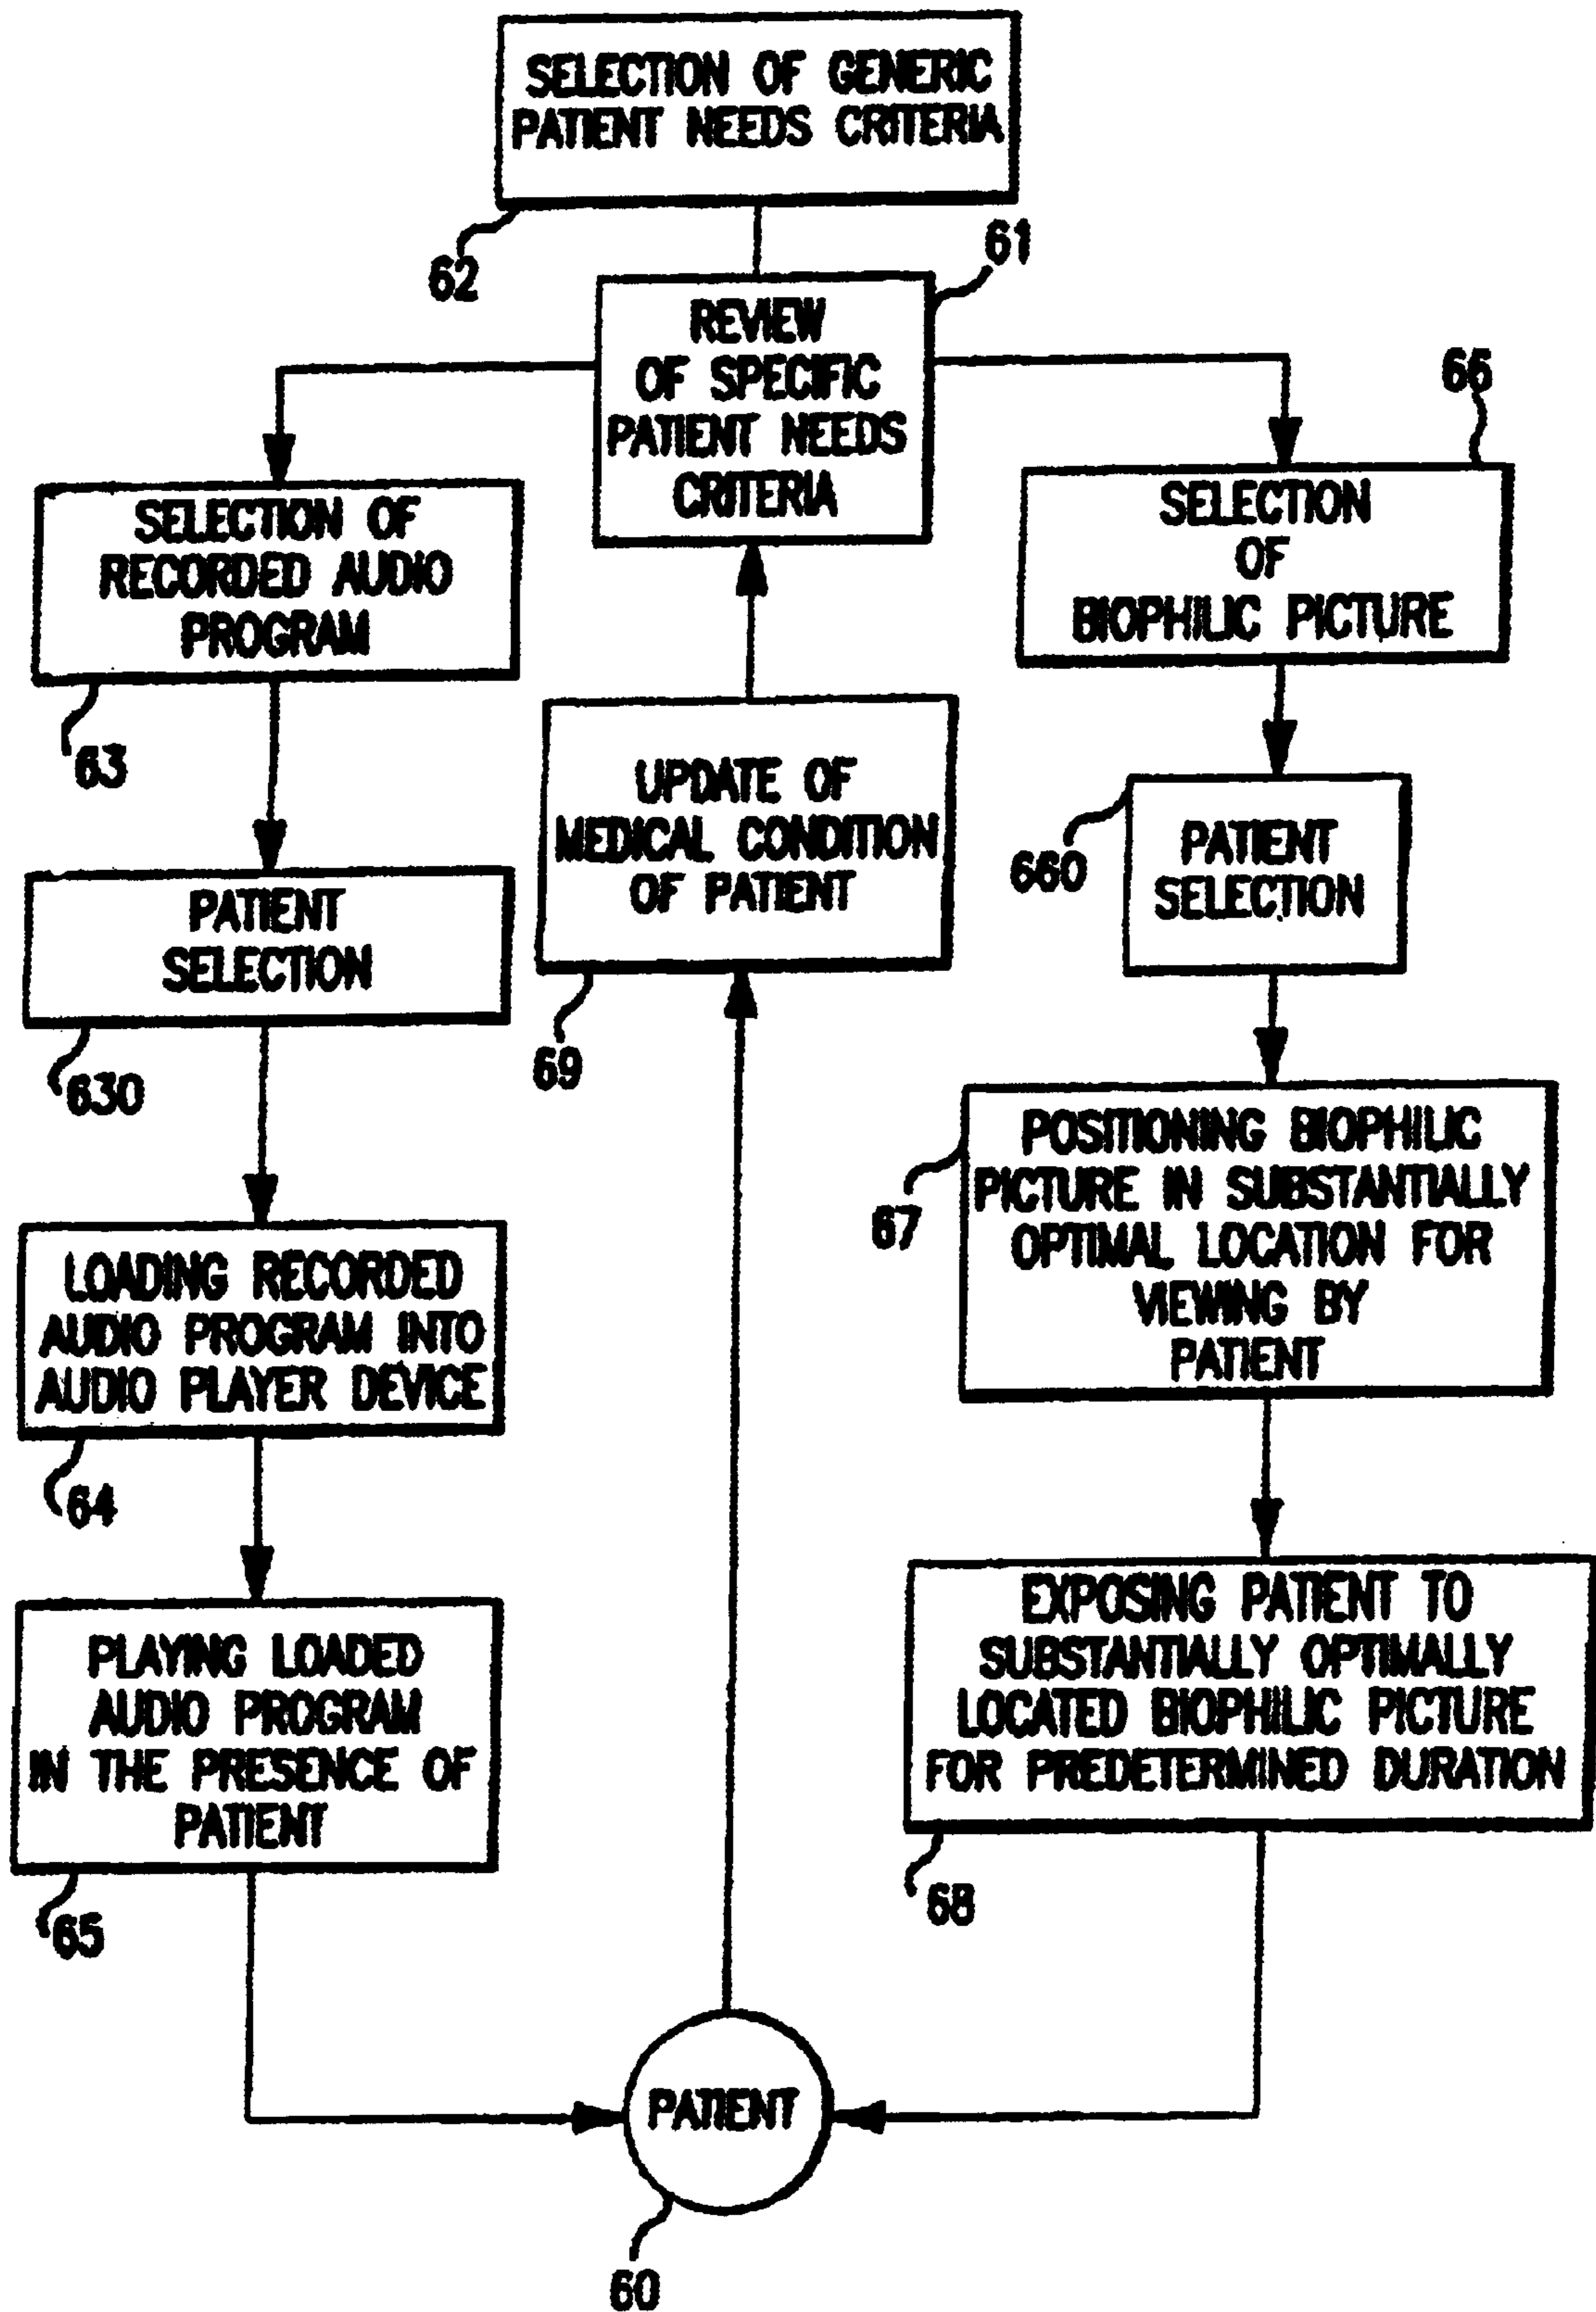 SELECTION OF GENERIC
PATIENT NEEDS CRITERIA
62
61
REVIEW
OF SPECIFIC
PATIENT NEEDS
CRITERIA
66
SELECTION OF
RECORDED AUDIO
PROGRAM
63
SELECTION
OF
BIOPHILIC PICTURE
UPDATE OF
MEDICAL CONDITION
OF PATIENT
69
PATIENT
SELECTION
660
PATIENT
SELECTION
630
POSITIONING BIOPHILIC
PICTURE IN SUBSTANTIALLY
OPTIMAL LOCATION FOR
VIEWING BY
PATIENT
67
LOADING RECORDED
AUDIO PROGRAM INTO
AUDIO PLAYER DEVICE
64
EXPOSING PATIENT TO
SUBSTANTIALLY OPTIMALLY
LOCATED BIOPHILIC PICTURE
FOR PREDETERMINED DURATION
68
PLAYING LOADED
AUDIO PROGRAM
IN THE PRESENCE OF
PATIENT
65
PATIENT
60